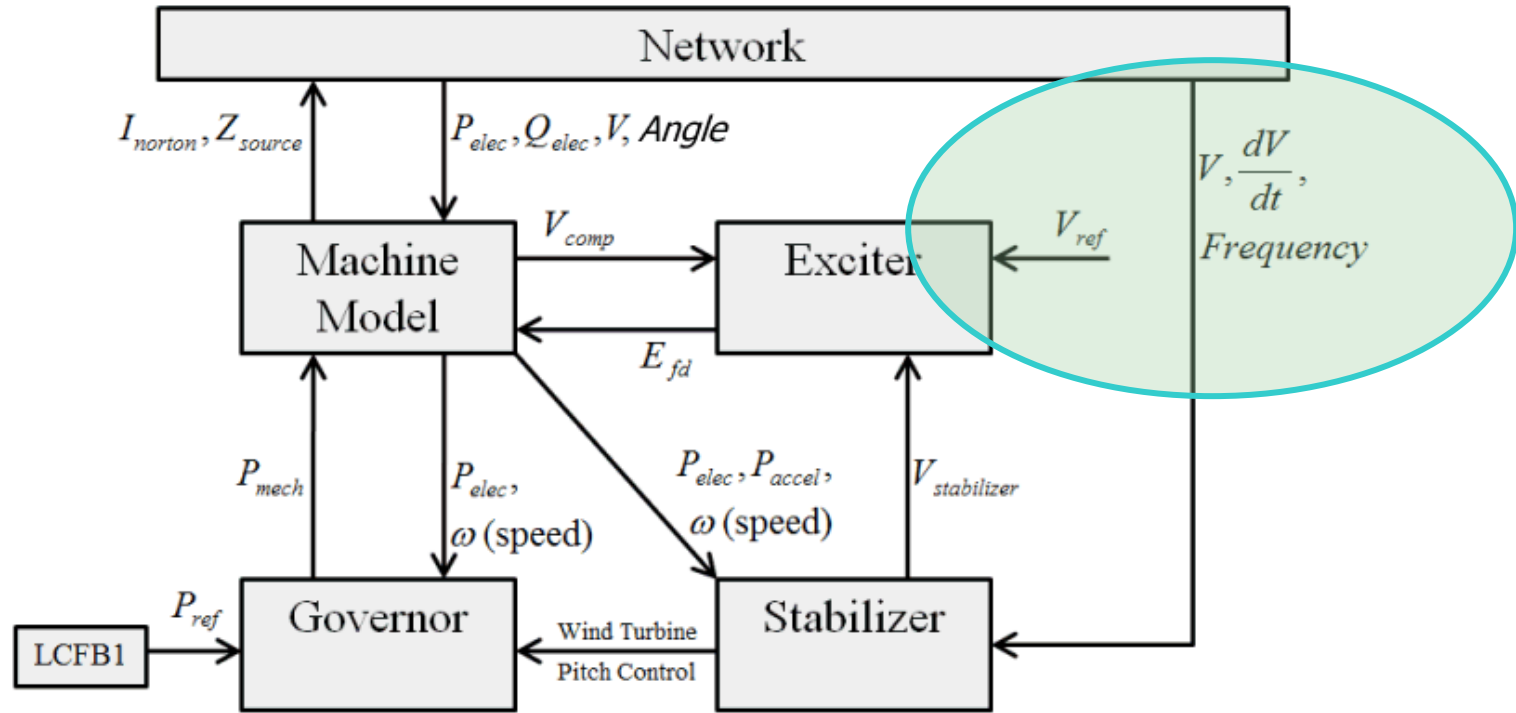 Network
I_norton, Z_source
P_elec, Q_elec, V, Angle
V, dV/dt,
Frequency
V_comp
V_ref
Machine
Model
Exciter
E_fd
P_mech
P_elec,
ω (speed)
P_elec, P_accel,
ω (speed)
V_stabilizer
P_ref
LCFB1
Governor
Wind Turbine
Pitch Control
Stabilizer